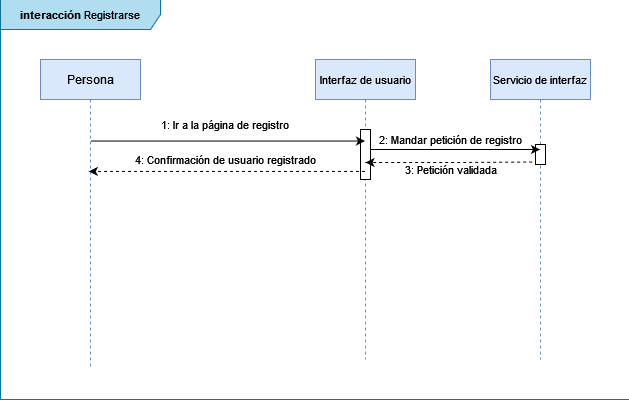 interacción Registrarse
Persona
Interfaz de usuario
Servicio de interfaz
1: Ir a la página de registro
2: Mandar petición de registro
4: Confirmación de usuario registrado
3: Petición validada